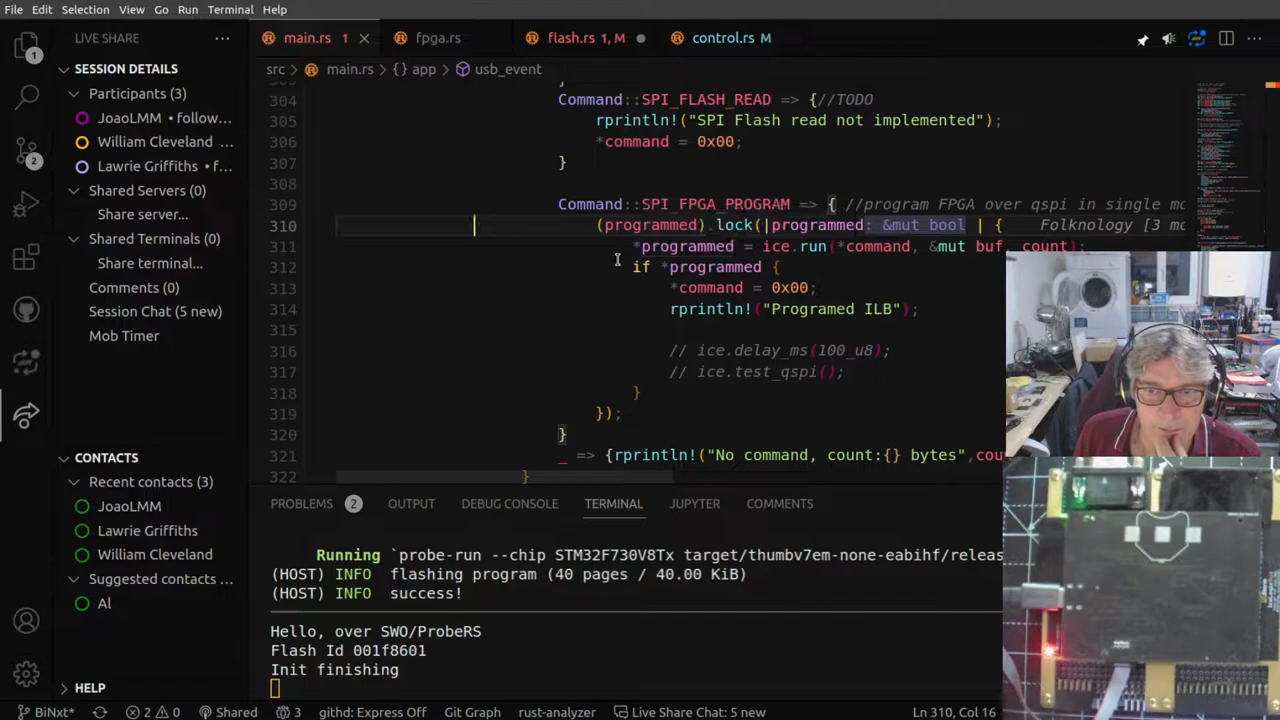 File Edit Selection View Go Run Terminal Help
LIVE SHARE ···
main.rs 1
fpga.rs
flash.rs 1, M
control.rs M
SESSION DETAILS
Participants (3)
JoaoLMM • follow...
William Cleveland ...
Lawrie Griffiths • f...
Shared Servers (0)
Share server...
Shared Terminals (0)
Share terminal...
Comments (0)
Session Chat (5 new)
Mob Timer
1
2
CONTACTS
Recent contacts (3)
JoaoLMM
Lawrie Griffiths
William Cleveland
Suggested contacts ...
Al
HELP
src > main.rs > {} app > usb_event
303 }
304 Command::SPI_FLASH_READ => {//TODO
305 rprintln!("SPI Flash read not implemented");
306 *command = 0x00;
307 }
308
309 Command::SPI_FPGA_PROGRAM => { //program FPGA over qspi in single mo
310 (programmed).lock(|programmed: &mut bool | { Folknology [3 mo
311 *programmed = ice.run(*command, &mut buf, count);
312 if *programmed {
313 *command = 0x00;
314 rprintln!("Programed ILB");
315
316 // ice.delay_ms(100_u8);
317 // ice.test_qspi();
318 }
319 });
320 }
321 _ => {rprintln!("No command, count:{} bytes",cou
322 }
PROBLEMS 2 OUTPUT DEBUG CONSOLE TERMINAL JUPYTER COMMENTS
Running `probe-run --chip STM32F730V8Tx target/thumbv7em-none-eabihf/releas
(HOST) INFO flashing program (40 pages / 40.00 KiB)
(HOST) INFO success!
Hello, over SWO/ProbeRS
Flash Id 001f8601
Init finishing
BiNxt* 2 0 Shared 3 githd: Express Off Git Graph rust-analyzer Live Share Chat: 5 new Ln 310, Col 16